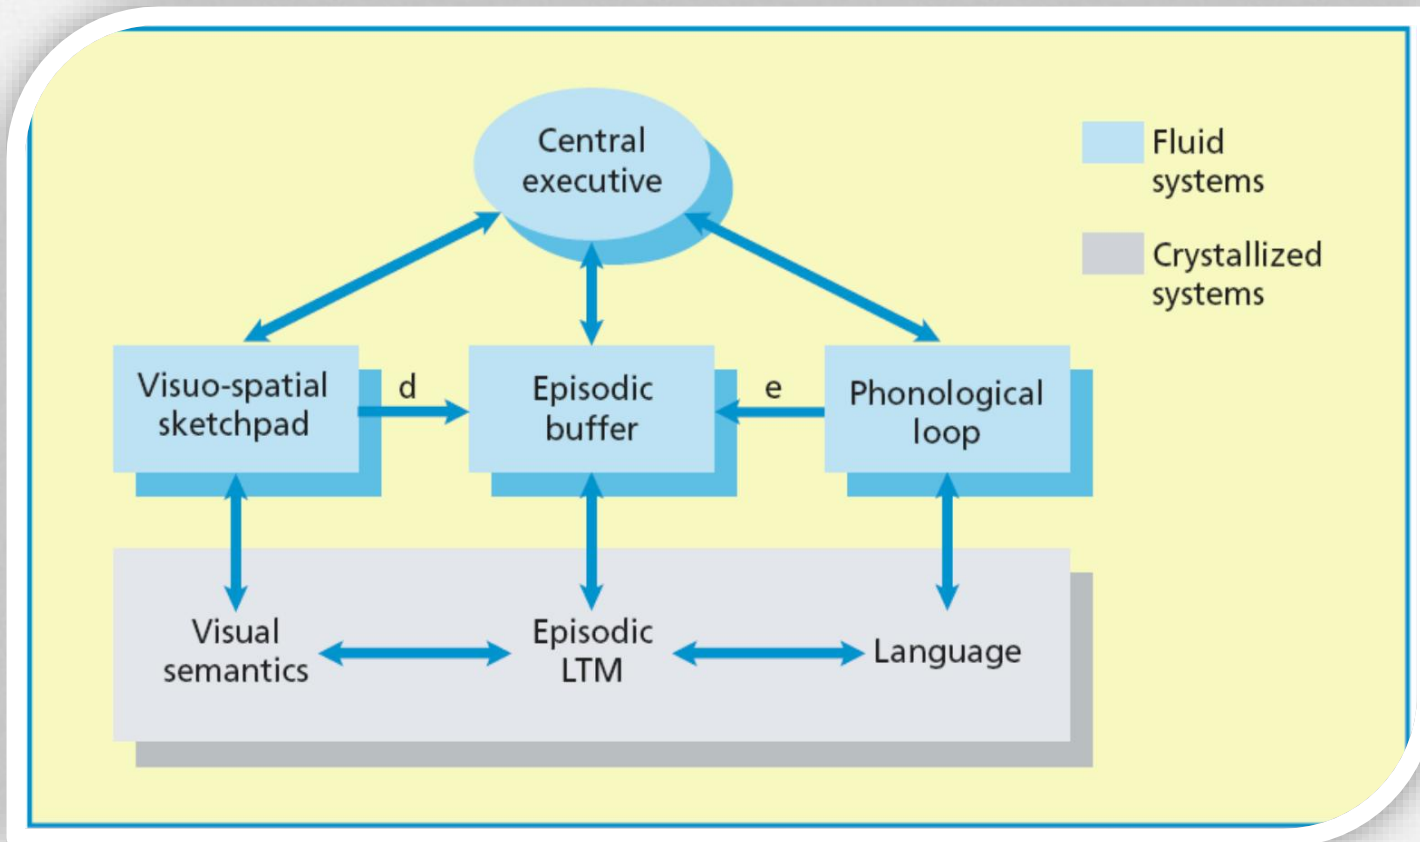 Central
executive
Fluid
systems
Crystallized
systems
Visuo-spatial
sketchpad
d
Episodic
buffer
e
Phonological
loop
Visual
semantics
Episodic
LTM
Language